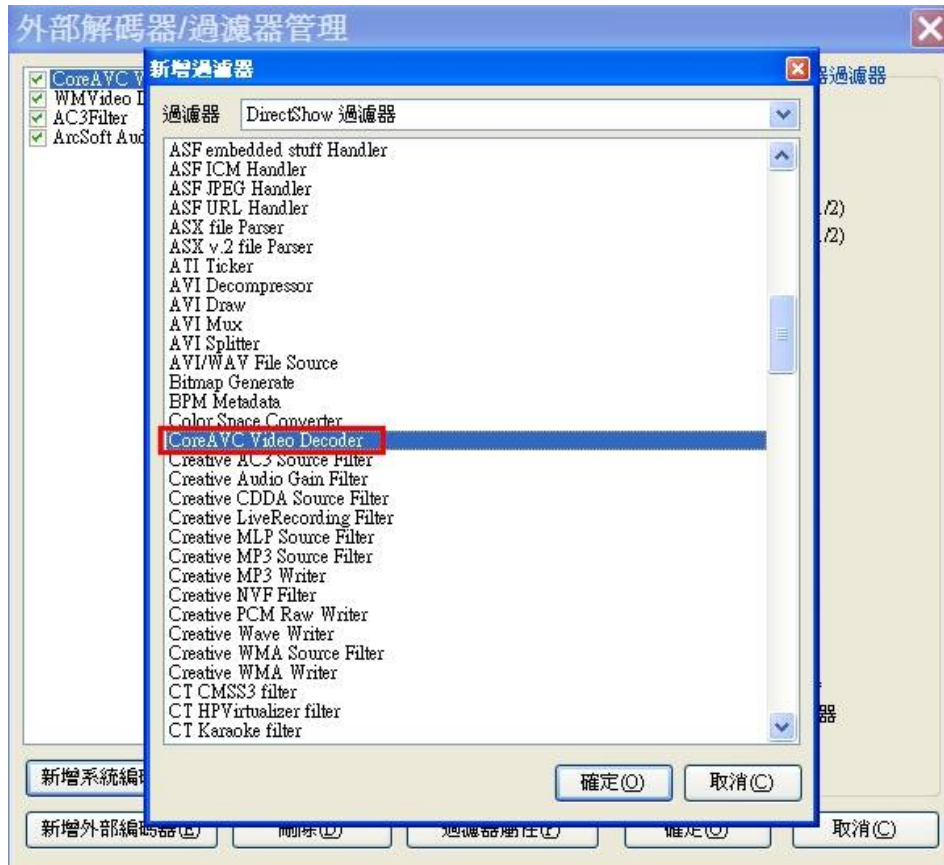 外部解碼器/過濾器管理
CoreAVC V
WMVideo D
AC3Filter
ArcSoft Aud
器過濾器
/2)
/2)
器
新增過濾器
過濾器 DirectShow 過濾器
ASF embedded stuff Handler
ASF ICM Handler
ASF JPEG Handler
ASF URL Handler
ASX file Parser
ASX v.2 file Parser
ATI Ticker
AVI Decompressor
AVI Draw
AVI Mux
AVI Splitter
AVI/WAV File Source
Bitmap Generate
BPM Metadata
Color Space Converter
CoreAVC Video Decoder
Creative AC3 Source Filter
Creative Audio Gain Filter
Creative CDDA Source Filter
Creative LiveRecording Filter
Creative MLP Source Filter
Creative MP3 Source Filter
Creative MP3 Writer
Creative NVF Filter
Creative PCM Raw Writer
Creative Wave Writer
Creative WMA Source Filter
Creative WMA Writer
CT CMSS3 filter
CT HPVirtualizer filter
CT Karaoke filter
確定(O) 取消(C)
新增系統編
新增外部編碼器(E) 刪除(D) 過濾器屬性(P) 確定(O) 取消(C)